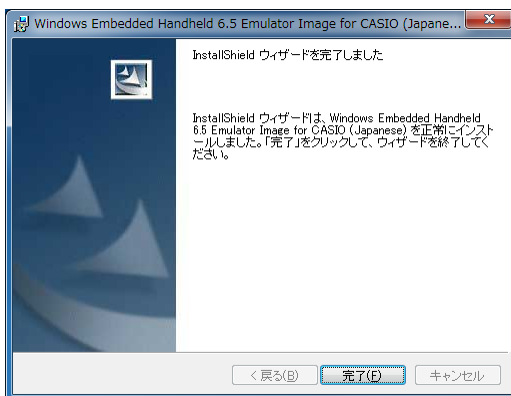 Windows Embedded Handheld 6.5 Emulator Image for CASIO (Japane...
InstallShield ウィザードを完了しました
InstallShield ウィザードは、Windows Embedded Handheld
6.5 Emulator Image for CASIO (Japanese) を正常にインスト
ールしました。「完了」をクリックして、ウィザードを終了してく
ださい。
< 戻る(B)
完了(F)
キャンセル